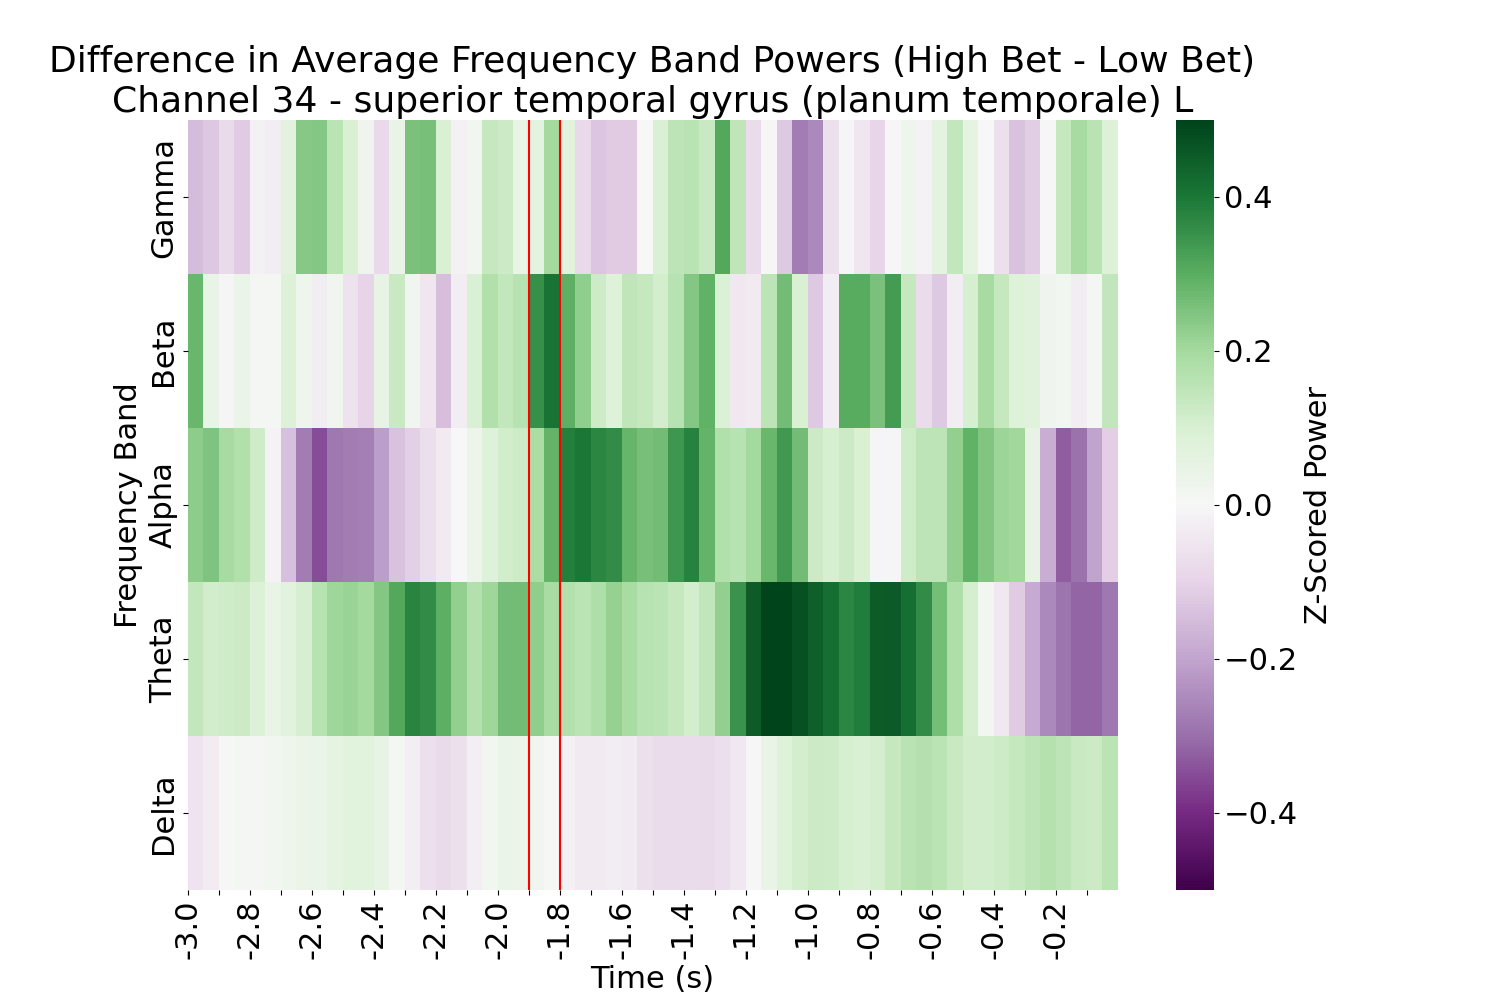 Difference in Average Frequency Band Powers (High Bet - Low Bet)
Channel 34 - superior temporal gyrus (planum temporale) L
Frequency Band
Gamma
Beta
Alpha
Theta
Delta
-3.0
-2.8
-2.6
-2.4
-2.2
-2.0
-1.8
-1.6
-1.4
-1.2
-1.0
-0.8
-0.6
-0.4
-0.2
Time (s)
0.4
0.2
0.0
−0.2
−0.4
Z-Scored Power